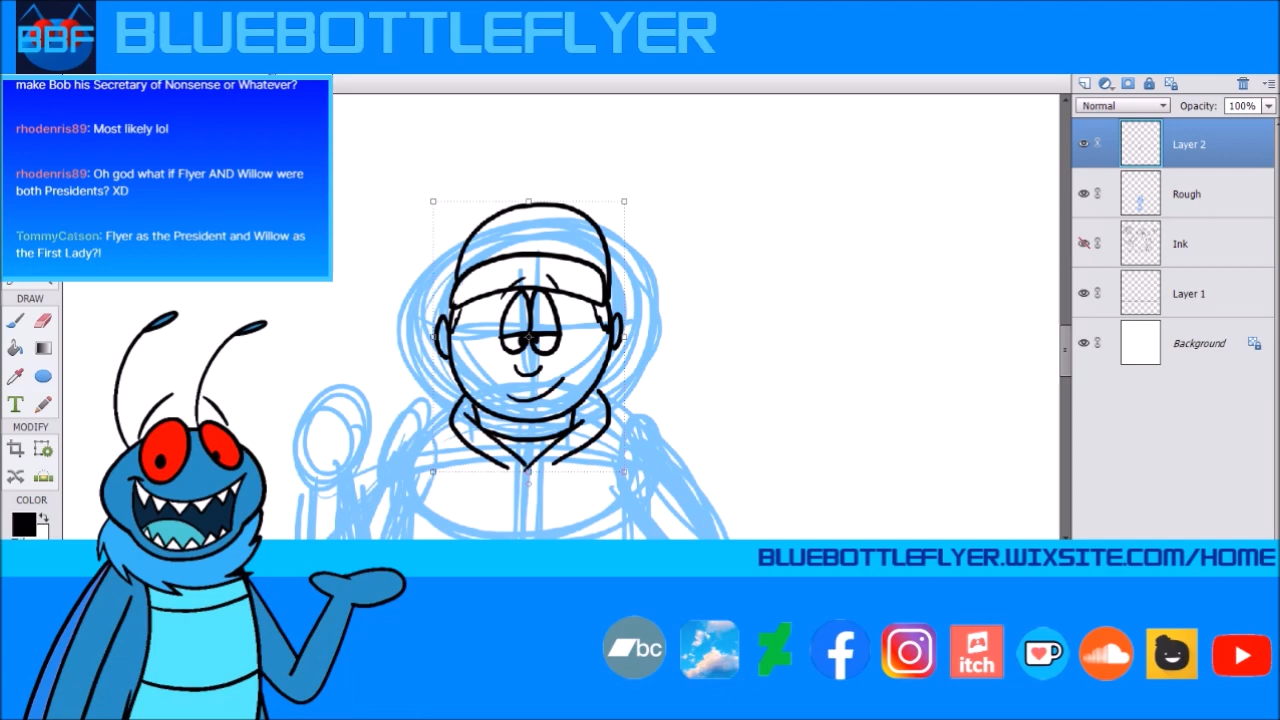 BBF
BLUEBOTTLEFLYER
make Bob his Secretary of Nonsense or Whatever?
rhodenris89: Most likely lol
rhodenris89: Oh god what if Flyer AND Willow were
both Presidents? XD
TommyCatson: Flyer as the President and Willow as
the First Lady?!
Normal
Opacity: 100%
Layer 2
Rough
Ink
Layer 1
Background
DRAW
T
MODIFY
COLOR
BLUEBOTTLEFLYER.WIXSITE.COM/HOME
bc
itch